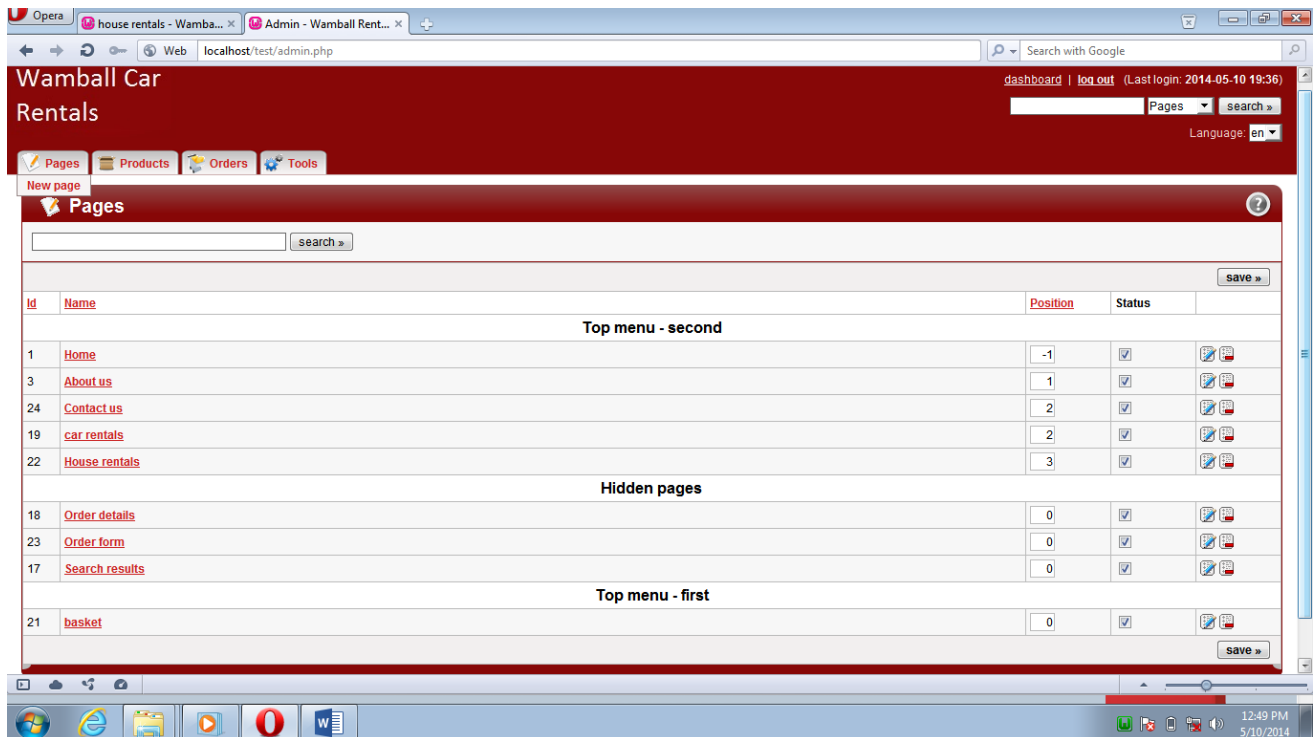 Opera house rentals - Wamba... × Admin - Wamball Rent... ×
Web localhost/test/admin.php Search with Google
Wamball Car
Rentals
dashboard | log out (Last login: 2014-05-10 19:36)
Pages search »
Language: en
Pages Products Orders Tools
New page
Pages ?
search »
save »
Id Name Position Status
Top menu - second
1 Home -1
3 About us 1
24 Contact us 2
19 car rentals 2
22 House rentals 3
Hidden pages
18 Order details 0
23 Order form 0
17 Search results 0
Top menu - first
21 basket 0
save »
12:49 PM
5/10/2014